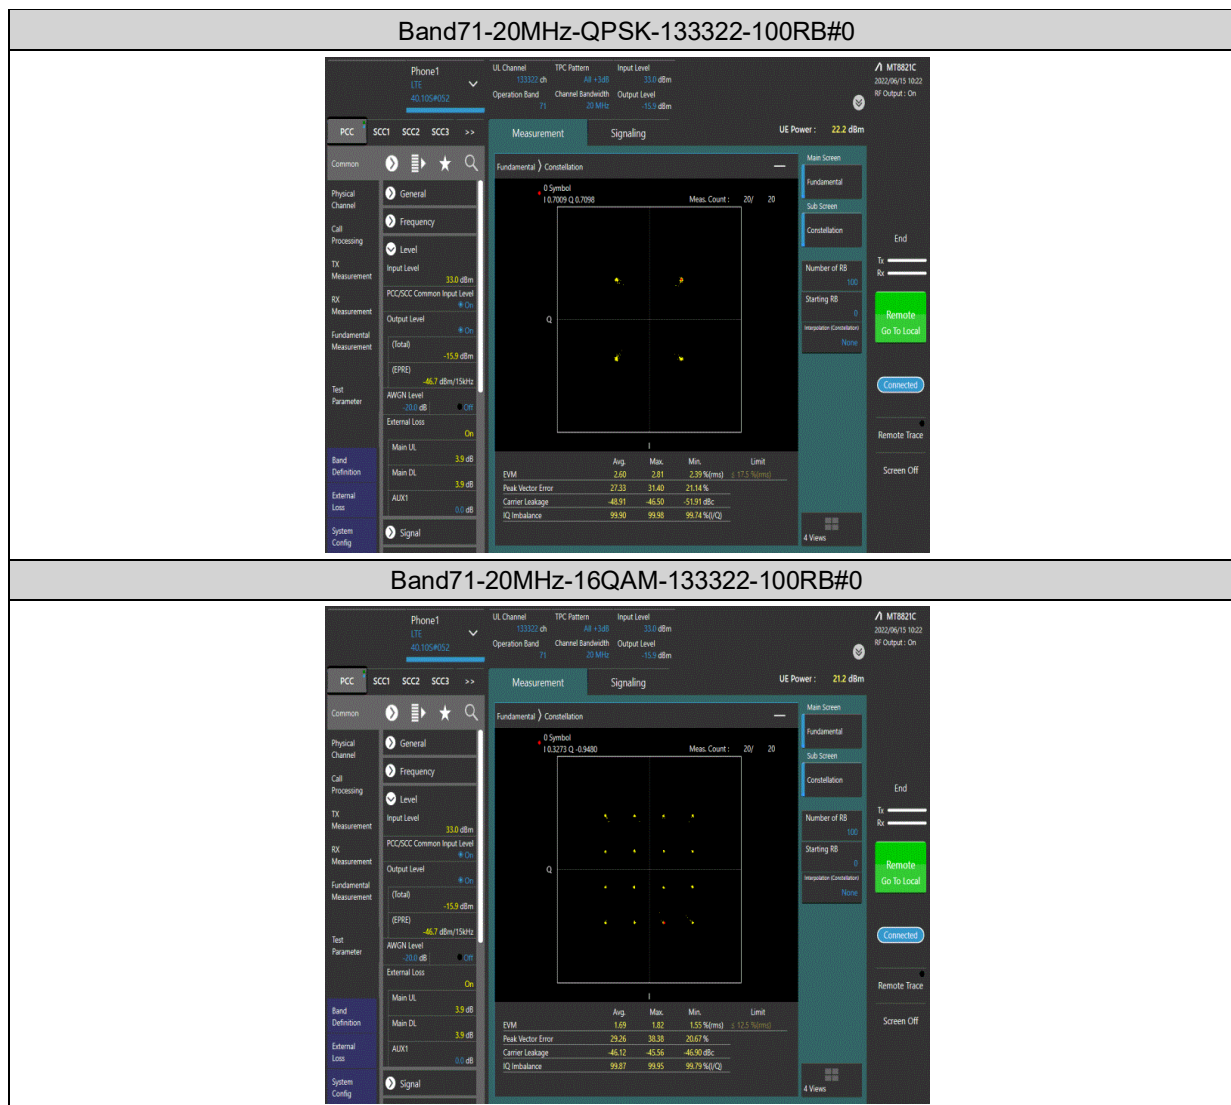 Band71-20MHz-QPSK-133322-100RB#0
Phone1
LTE
40.10S#052
UL Channel TPC Pattern Input Level
133322 ch All +3dB 33.0 dBm
Operation Band Channel Bandwidth Output Level
71 20 MHz -15.9 dBm
MT8821C
2022/06/15 10:22
RF Output : On
PCC SCC1 SCC2 SCC3 >>
Measurement Signaling
UE Power : 22.2 dBm
Common
Physical
Channel
Call
Processing
TX
Measurement
RX
Measurement
Fundamental
Measurement
Test
Parameter
Band
Definition
External
Loss
System
Config
General
Frequency
Level
Input Level
33.0 dBm
PCC/SCC Common Input Level
On
Output Level
On
(Total)
-15.9 dBm
(EPRE)
-46.7 dBm/15kHz
AWGN Level
-20.0 dB Off
External Loss
On
Main UL
3.9 dB
Main DL
3.9 dB
AUX1
0.0 dB
Signal
Fundamental 〉 Constellation
0 Symbol
I 0.7009 Q 0.7098 Meas. Count : 20/ 20
Q
I
Avg. Max. Min. Limit
EVM 2.60 2.81 2.39 %(rms) ≤ 17.5 %(rms)
Peak Vector Error 27.33 31.40 21.14 %
Carrier Leakage -48.91 -46.50 -51.91 dBc
IQ Imbalance 99.90 99.98 99.74 %(I/Q)
Main Screen
Fundamental
Sub Screen
Constellation
Number of RB
100
Starting RB
0
Interpolation (Constellation)
None
4 Views
End
Tx
Rx
Remote
Go To Local
Connected
Remote Trace
Screen Off
Band71-20MHz-16QAM-133322-100RB#0
Phone1
LTE
40.10S#052
UL Channel TPC Pattern Input Level
133322 ch All +3dB 33.0 dBm
Operation Band Channel Bandwidth Output Level
71 20 MHz -15.9 dBm
MT8821C
2022/06/15 10:22
RF Output : On
PCC SCC1 SCC2 SCC3 >>
Measurement Signaling
UE Power : 21.2 dBm
Common
Physical
Channel
Call
Processing
TX
Measurement
RX
Measurement
Fundamental
Measurement
Test
Parameter
Band
Definition
External
Loss
System
Config
General
Frequency
Level
Input Level
33.0 dBm
PCC/SCC Common Input Level
On
Output Level
On
(Total)
-15.9 dBm
(EPRE)
-46.7 dBm/15kHz
AWGN Level
-20.0 dB Off
External Loss
On
Main UL
3.9 dB
Main DL
3.9 dB
AUX1
0.0 dB
Signal
Fundamental 〉 Constellation
0 Symbol
I 0.3273 Q -0.9480 Meas. Count : 20/ 20
Q
I
Avg. Max. Min. Limit
EVM 1.69 1.82 1.55 %(rms) ≤ 12.5 %(rms)
Peak Vector Error 29.26 38.38 20.67 %
Carrier Leakage -46.12 -45.56 -46.90 dBc
IQ Imbalance 99.87 99.95 99.79 %(I/Q)
Main Screen
Fundamental
Sub Screen
Constellation
Number of RB
100
Starting RB
0
Interpolation (Constellation)
None
4 Views
End
Tx
Rx
Remote
Go To Local
Connected
Remote Trace
Screen Off